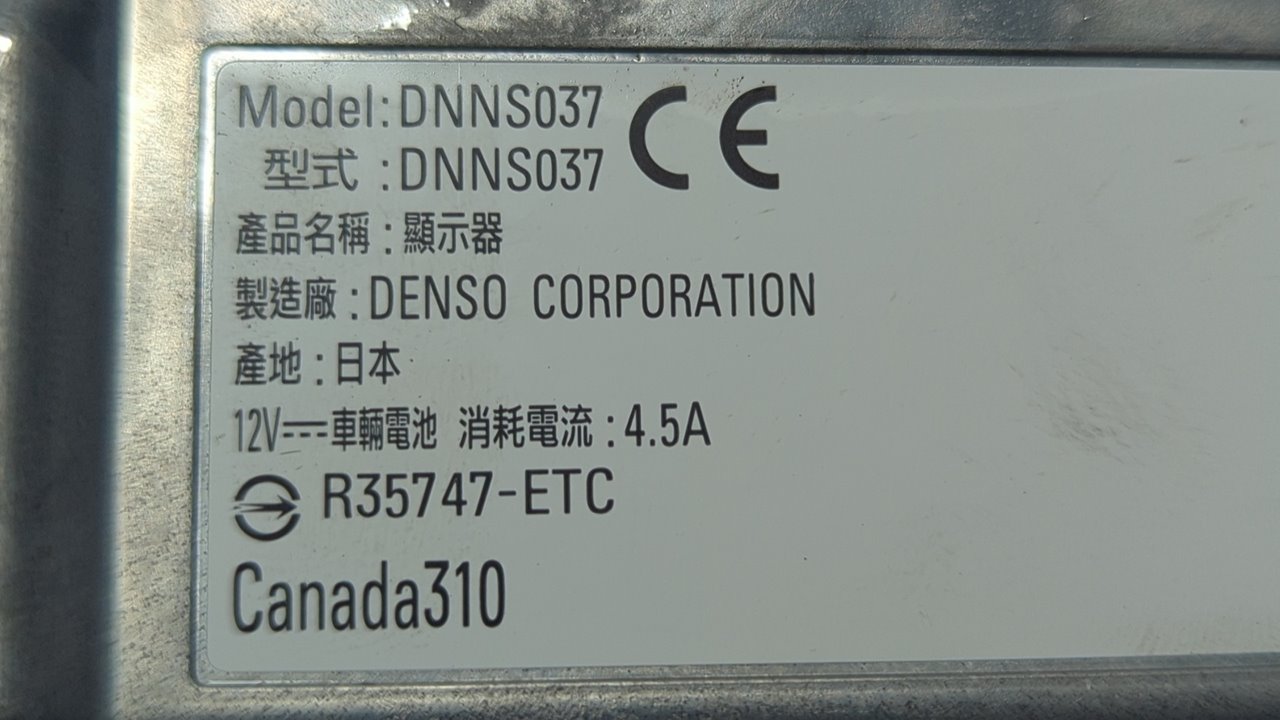 Model:DNNS037
型式 :DNNS037
CE
產品名稱:顯示器
製造廠:DENSO CORPORATION
產地:日本
12V⎓車輛電池 消耗電流:4.5A
R35747-ETC
Canada310